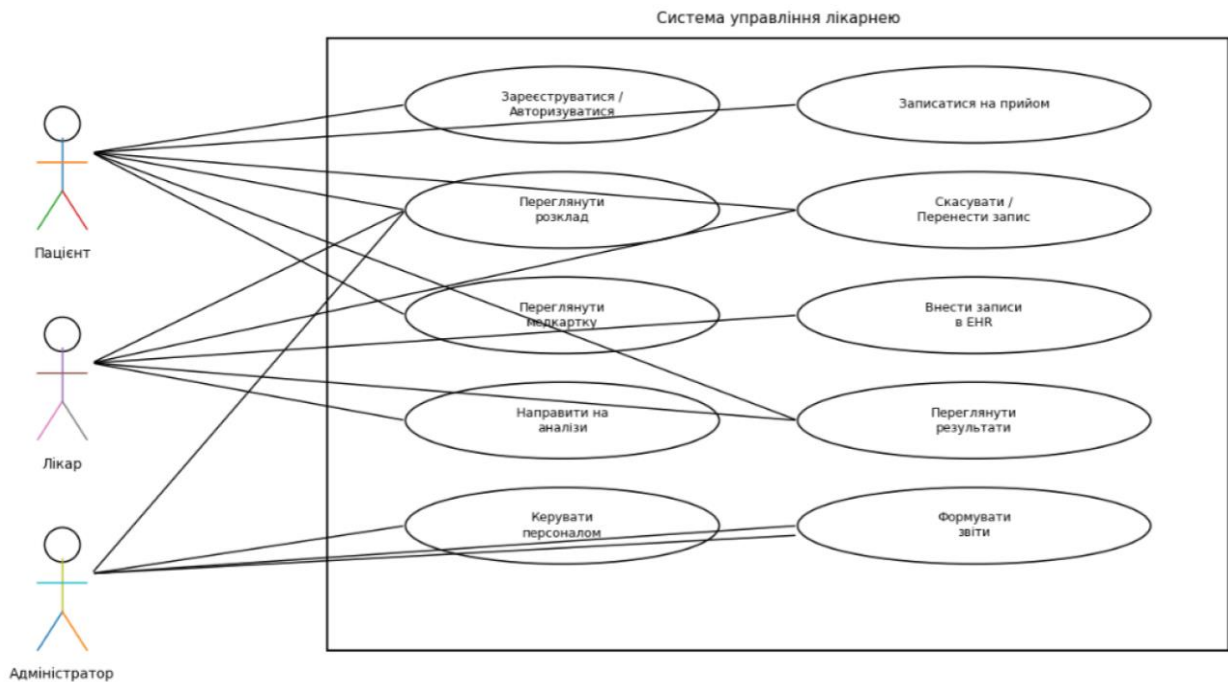 Система управління лікарнею
Зареєструватися /
Авторизуватися
Записатися на прийом
Пацієнт
Переглянути
розклад
Скасувати /
Перенести запис
Переглянути
медкартку
Внести записи
в EHR
Лікар
Направити на
аналізи
Переглянути
результати
Керувати
персоналом
Формувати
звіти
Адміністратор